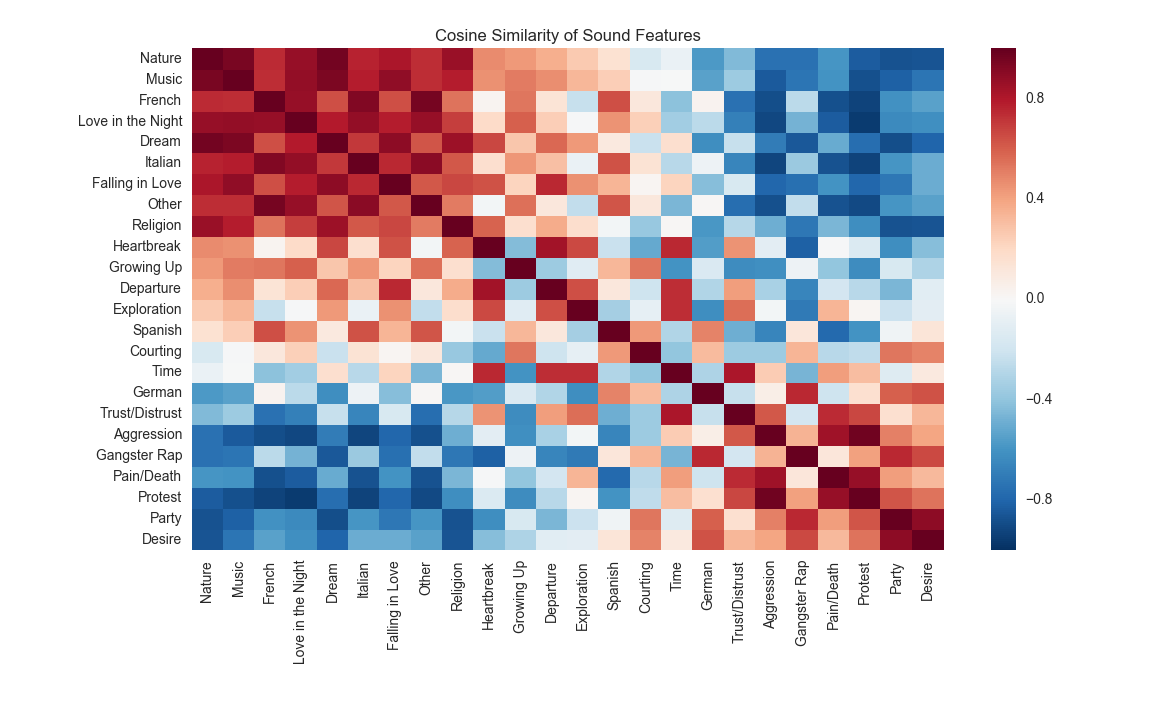 Cosine Similarity of Sound Features
Nature
Music
French
Love in the Night
Dream
Italian
Falling in Love
Other
Religion
Heartbreak
Growing Up
Departure
Exploration
Spanish
Courting
Time
German
Trust/Distrust
Aggression
Gangster Rap
Pain/Death
Protest
Party
Desire
Nature
Music
French
Love in the Night
Dream
Italian
Falling in Love
Other
Religion
Heartbreak
Growing Up
Departure
Exploration
Spanish
Courting
Time
German
Trust/Distrust
Aggression
Gangster Rap
Pain/Death
Protest
Party
Desire
0.8
0.4
0.0
−0.4
−0.8